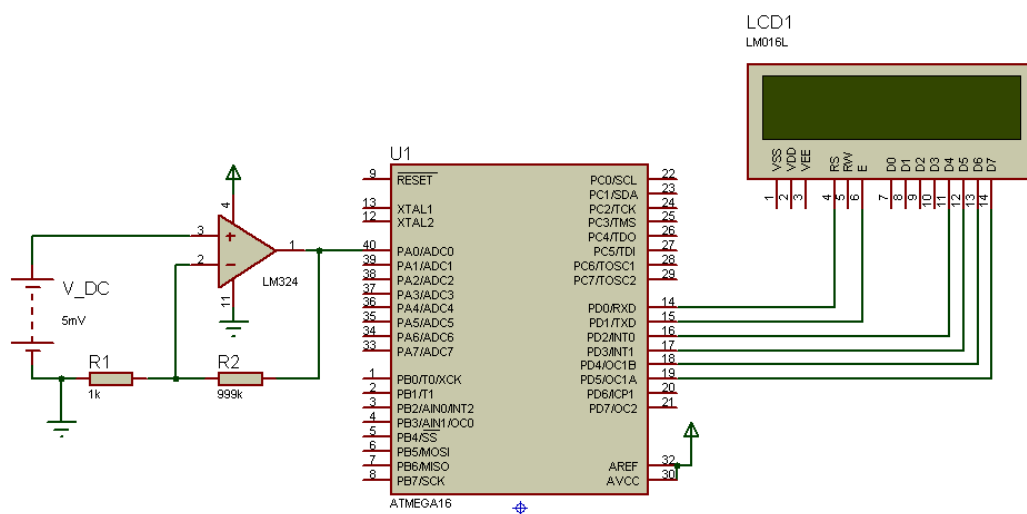 LCD1
LM016L
VSS
VDD
VEE
RS
RW
E
D0
D1
D2
D3
D4
D5
D6
D7
1
2
3
4
5
6
7
8
9
10
11
12
13
14
U1
9 RESET
13 XTAL1
12 XTAL2
40 PA0/ADC0
39 PA1/ADC1
38 PA2/ADC2
37 PA3/ADC3
36 PA4/ADC4
35 PA5/ADC5
34 PA6/ADC6
33 PA7/ADC7
1 PB0/T0/XCK
2 PB1/T1
3 PB2/AIN0/INT2
4 PB3/AIN1/OC0
5 PB4/SS
6 PB5/MOSI
7 PB6/MISO
8 PB7/SCK
PC0/SCL 22
PC1/SDA 23
PC2/TCK 24
PC3/TMS 25
PC4/TDO 26
PC5/TDI 27
PC6/TOSC1 28
PC7/TOSC2 29
PD0/RXD 14
PD1/TXD 15
PD2/INT0 16
PD3/INT1 17
PD4/OC1B 18
PD5/OC1A 19
PD6/ICP1 20
PD7/OC2 21
AREF 32
AVCC 30
ATMEGA16
4
3
2
1
11
LM324
V_DC
5mV
R1
1k
R2
999k